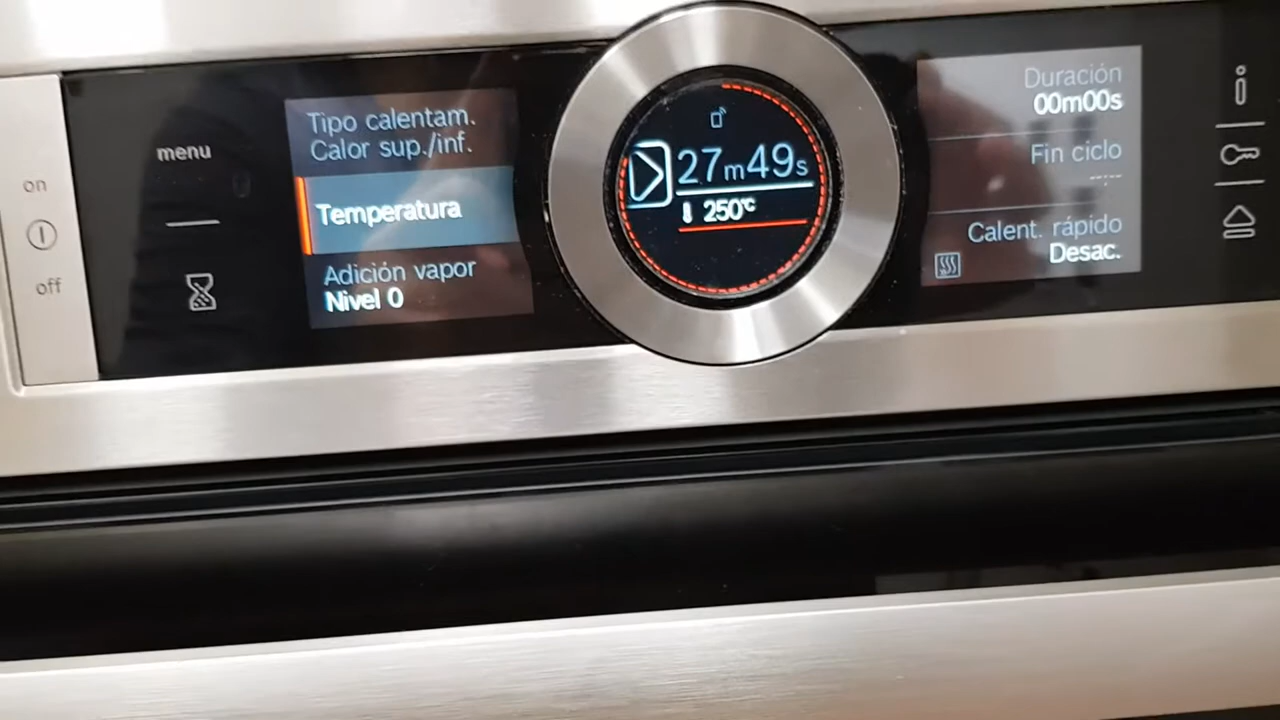 on
off
menu
Tipo calentam.
Calor sup./inf.
Temperatura
Adición vapor
Nivel 0
27m49s
250°C
Duración
00m00s
Fin ciclo
--:--
Calent. rápido
Desac.